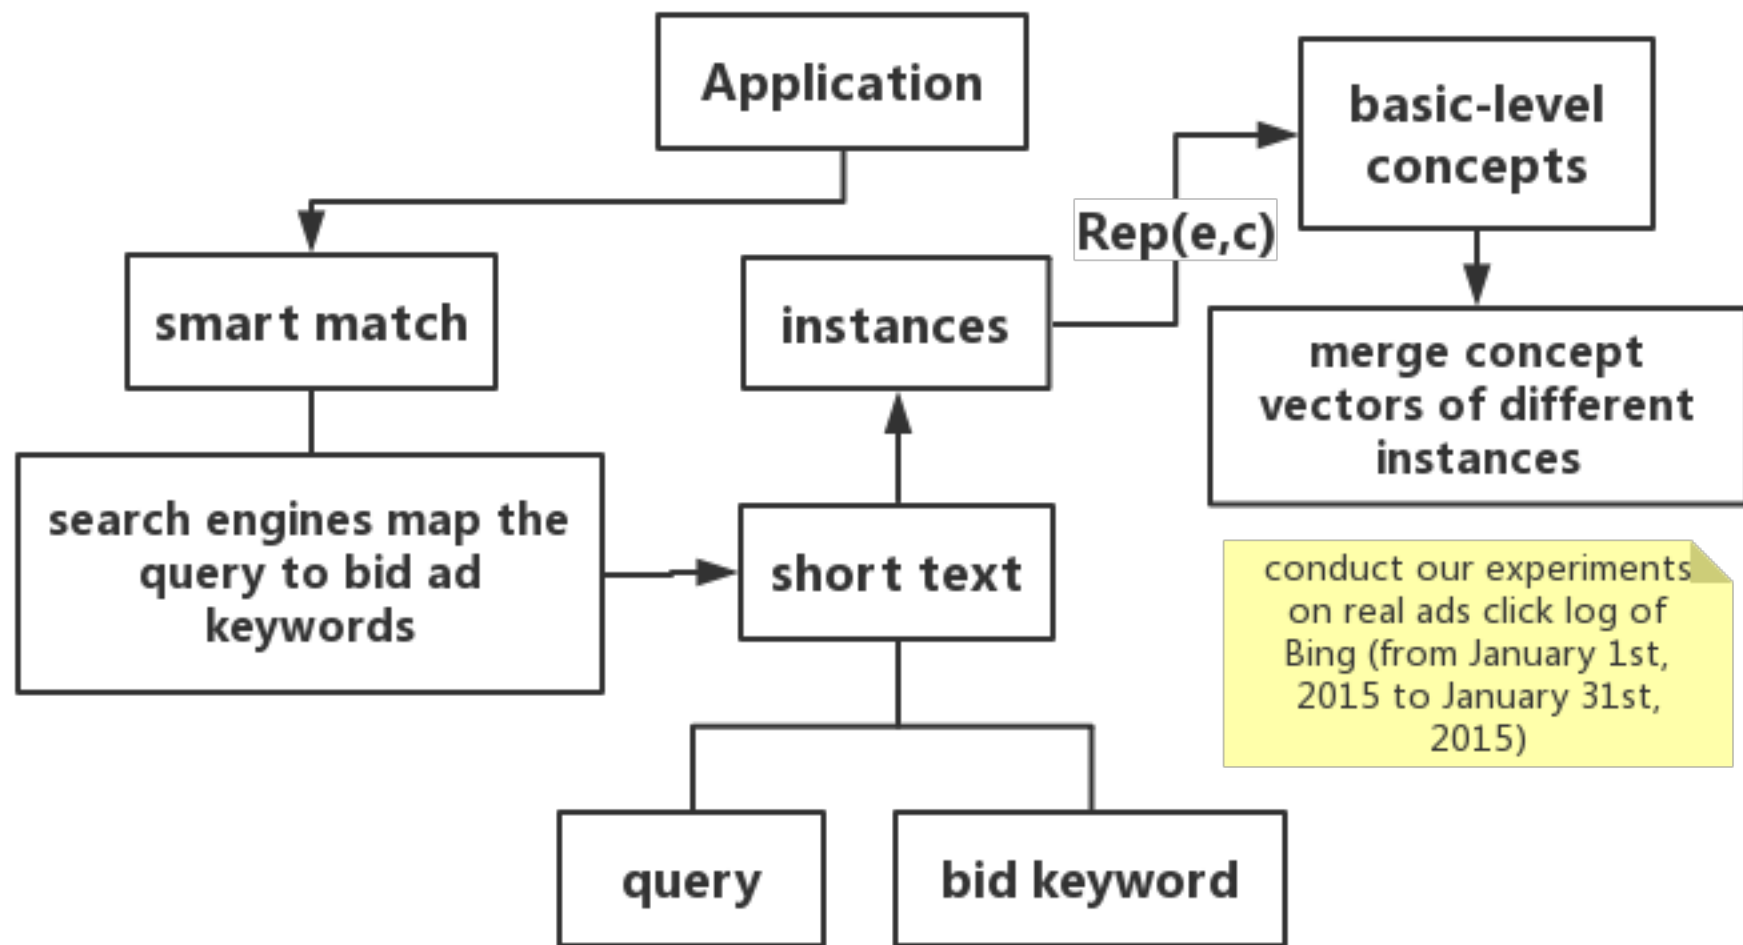 Application
basic-level
concepts
Rep(e,c)
smart match
instances
merge concept
vectors of different
instances
search engines map the
query to bid ad
keywords
short text
conduct our experiments
on real ads click log of
Bing (from January 1st,
2015 to January 31st,
2015)
query
bid keyword